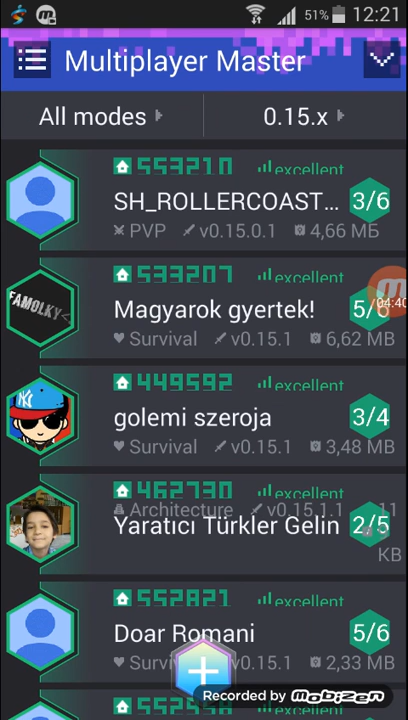 51% 12:21
Multiplayer Master
All modes 0.15.x
553210 excellent
SH_ROLLERCOAST... 3/6
PVP v0.15.0.1 4,66 МБ
533207 excellent
Magyarok gyertek! 5/6
04:40
Survival v0.15.1 6,62 MB
449592 excellent
golemi szeroja 3/4
Survival v0.15.1 3,48 MB
462730 excellent
Architecture v0.15.1 11 KB
Yaratıcı Türkler Gelin 2/5
552821 excellent
Doar Romani 5/6
v0.15.1 2,33 MB
Recorded by mobizen